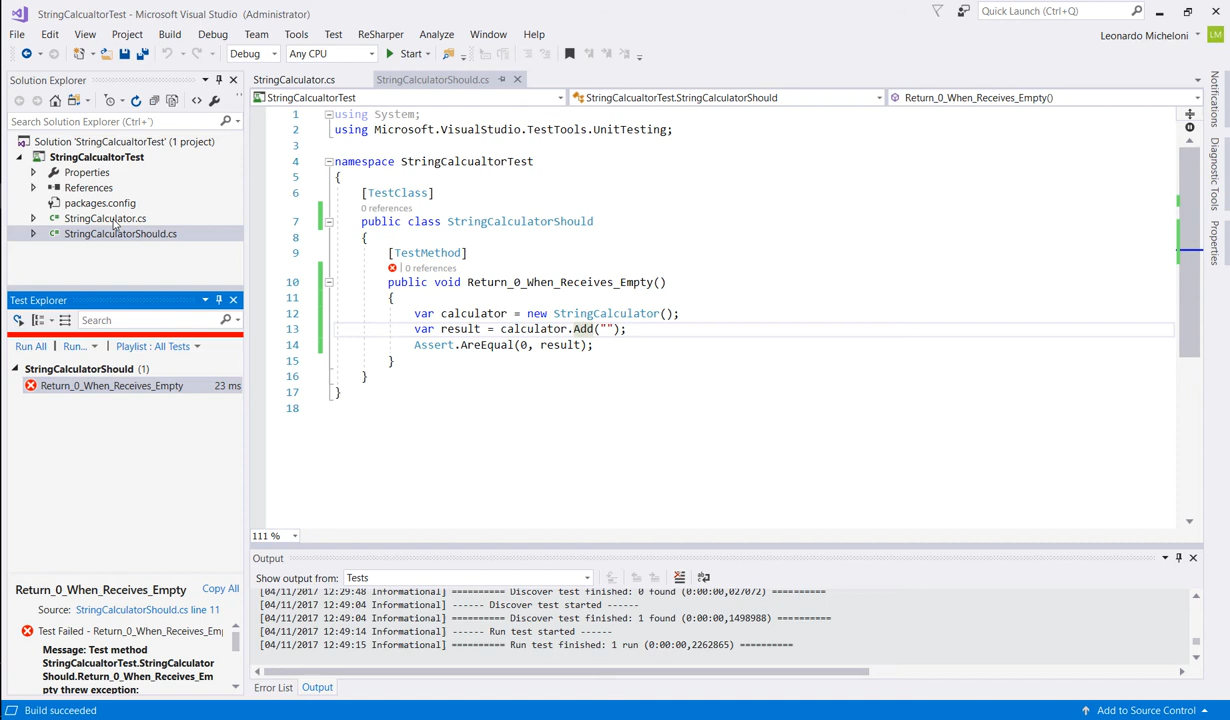 StringCalcualtorTest - Microsoft Visual Studio  (Administrator)
Quick Launch (Ctrl+Q)
File Edit View Project Build Debug Team Tools Test ReSharper Analyze Window Help
Leonardo Micheloni
LM
Debug Any CPU Start
Solution Explorer
Search Solution Explorer (Ctrl+')
Solution 'StringCalcualtorTest' (1 project)
StringCalcualtorTest
Properties
References
packages.config
StringCalculator.cs
StringCalculatorShould.cs
Test Explorer
Search
Run All | Run... | Playlist : All Tests
StringCalculatorShould (1)
Return_0_When_Receives_Empty 23 ms
Return_0_When_Receives_Empty Copy All
Source: StringCalculatorShould.cs line 11
Test Failed - Return_0_When_Receives_Emp
Message: Test method
StringCalcualtorTest.StringCalculator
Should.Return_0_When_Receives_Em
pty threw exception:
StringCalculator.cs StringCalculatorShould.cs
StringCalcualtorTest StringCalcualtorTest.StringCalculatorShould Return_0_When_Receives_Empty()
1 using System;
2 using Microsoft.VisualStudio.TestTools.UnitTesting;
3
4 namespace StringCalcualtorTest
5 {
6 [TestClass]
0 references
7 public class StringCalculatorShould
8 {
9 [TestMethod]
| 0 references
10 public void Return_0_When_Receives_Empty()
11 {
12 var calculator = new StringCalculator();
13 var result = calculator.Add("");
14 Assert.AreEqual(0, result);
15 }
16 }
17 }
18
111 %
Output
Show output from: Tests
[04/11/2017 12:29:48 Informational] ========== Discover test finished: 0 found (0:00:00,027072) ==========
[04/11/2017 12:49:04 Informational] ------ Discover test started ------
[04/11/2017 12:49:04 Informational] ========== Discover test finished: 1 found (0:00:00,1498988) ==========
[04/11/2017 12:49:14 Informational] ------ Run test started ------
[04/11/2017 12:49:15 Informational] ========== Run test finished: 1 run (0:00:00,2262865) ==========
Error List Output
Notifications
Diagnostic Tools
Properties
Build succeeded
Add to Source Control